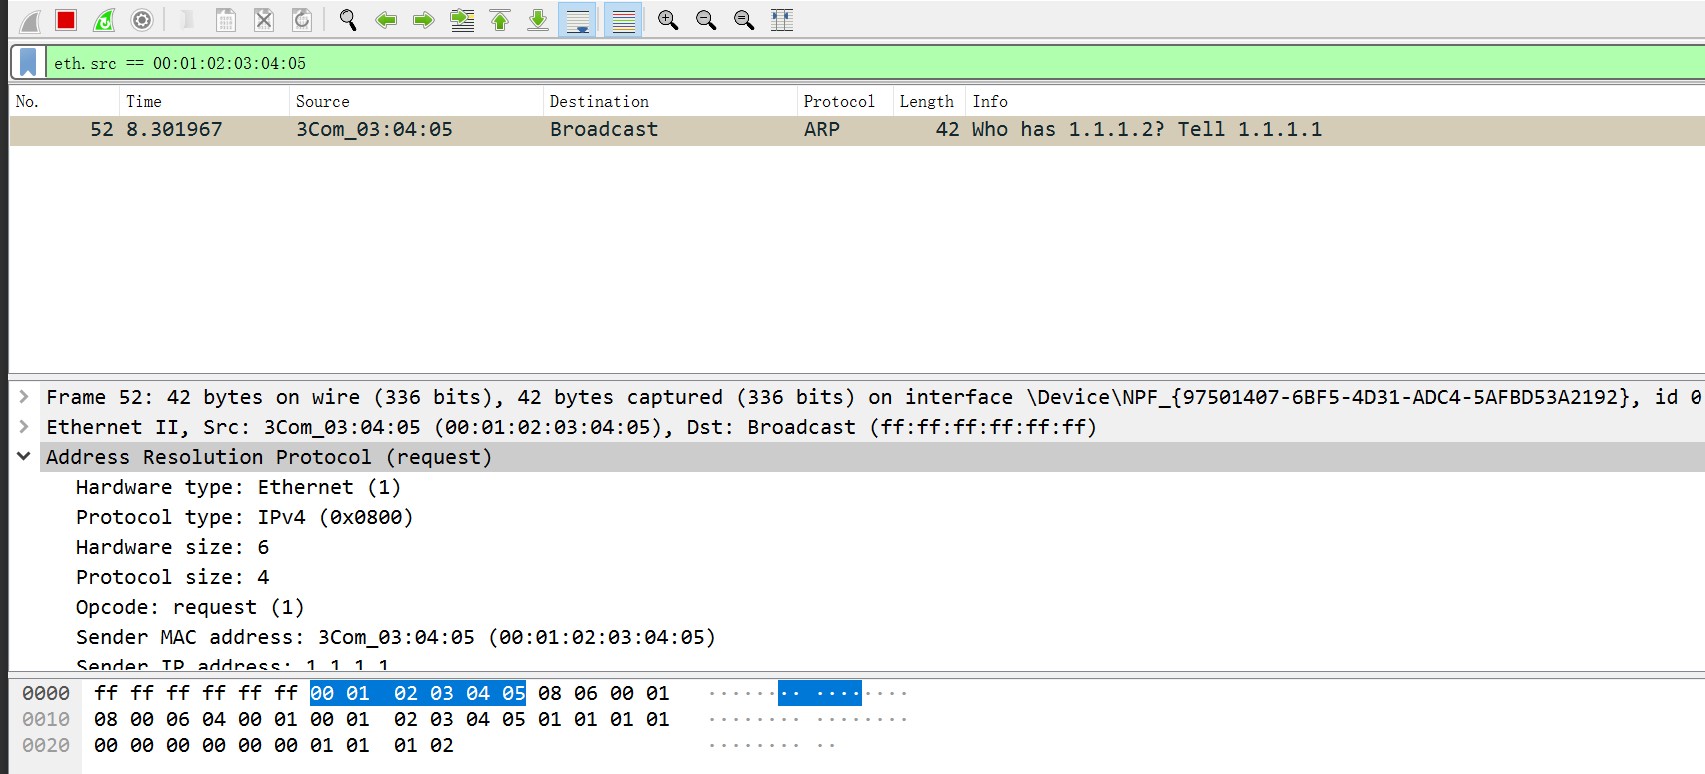 eth.src == 00:01:02:03:04:05
No. Time Source Destination Protocol Length Info
52 8.301967 3Com_03:04:05 Broadcast ARP 42 Who has 1.1.1.2? Tell 1.1.1.1
Frame 52: 42 bytes on wire (336 bits), 42 bytes captured (336 bits) on interface \Device\NPF_{97501407-6BF5-4D31-ADC4-5AFBD53A2192}, id 0
Ethernet II, Src: 3Com_03:04:05 (00:01:02:03:04:05), Dst: Broadcast (ff:ff:ff:ff:ff:ff)
Address Resolution Protocol (request)
Hardware type: Ethernet (1)
Protocol type: IPv4 (0x0800)
Hardware size: 6
Protocol size: 4
Opcode: request (1)
Sender MAC address: 3Com_03:04:05 (00:01:02:03:04:05)
Sender IP address: 1.1.1.1
0000 ff ff ff ff ff ff 00 01 02 03 04 05 08 06 00 01 ················
0010 08 00 06 04 00 01 00 01 02 03 04 05 01 01 01 01 ················
0020 00 00 00 00 00 00 01 01 01 02 ··········